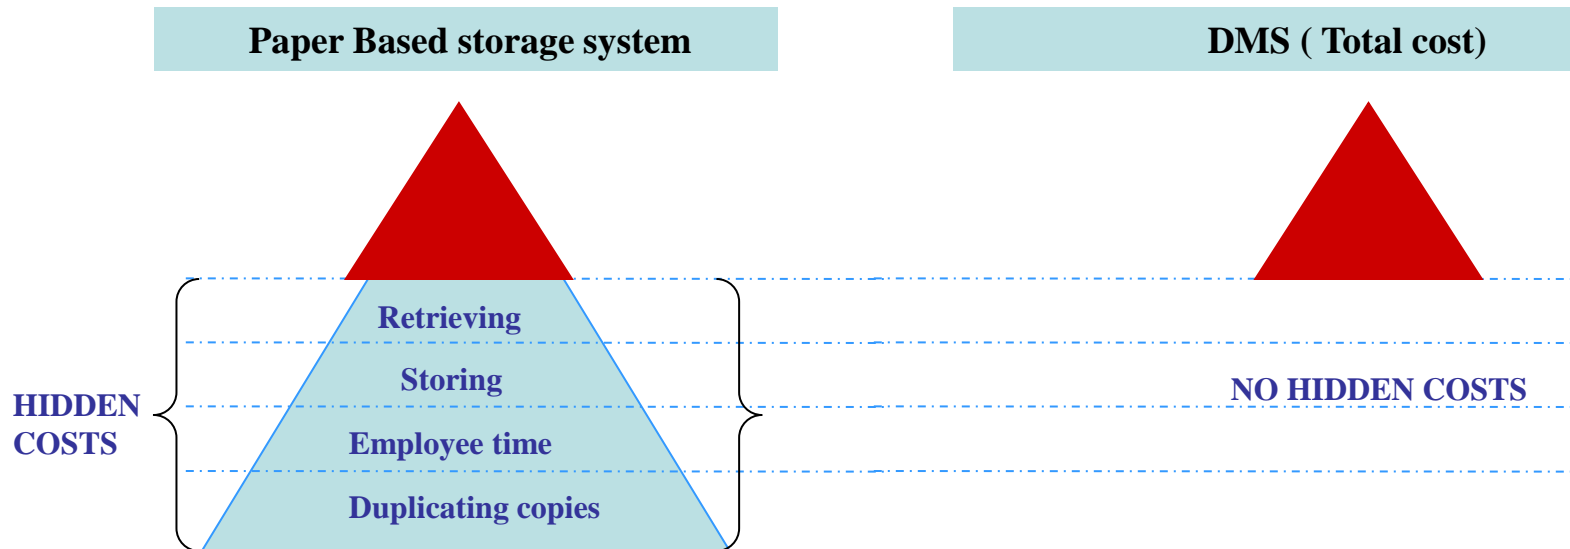 Paper Based storage system
DMS ( Total cost)
Retrieving
Storing
Employee time
Duplicating copies
HIDDEN
COSTS
NO HIDDEN COSTS